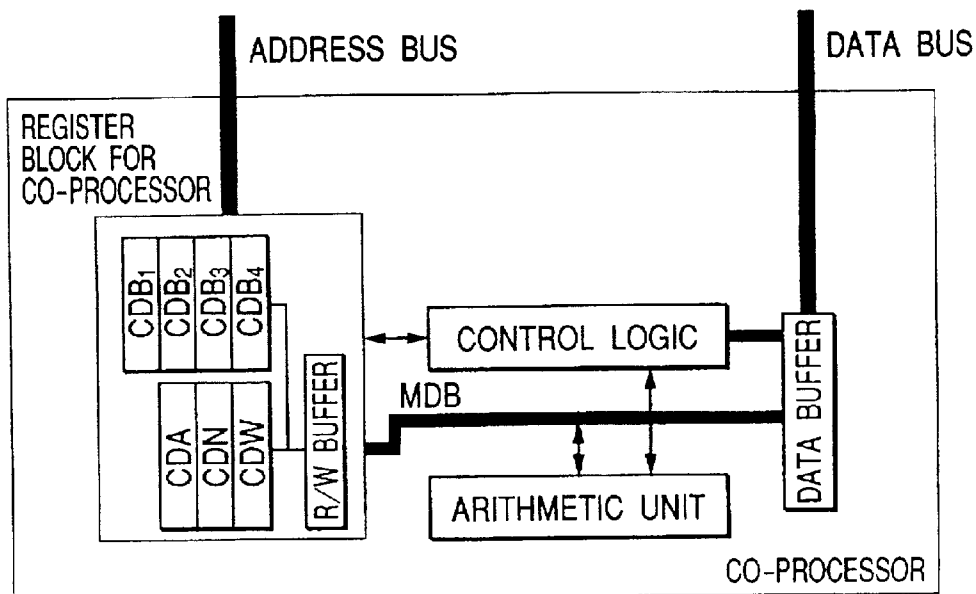 ADDRESS BUS
DATA BUS
REGISTER
BLOCK FOR
CO-PROCESSOR
CDB1
CDB2
CDB3
CDB4
CDA
CDN
CDW
R/W BUFFER
CONTROL LOGIC
MDB
ARITHMETIC UNIT
DATA BUFFER
CO-PROCESSOR